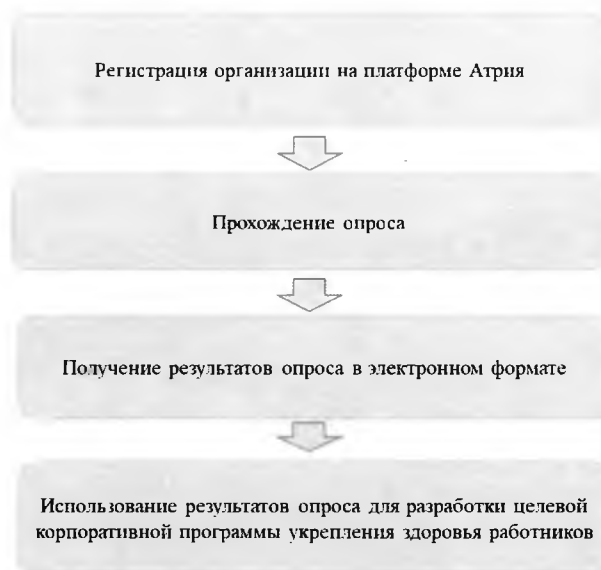 Регистрация организации на платформе Атрия
Прохождение опроса
Получение результатов опроса в электронном формате
Использование результатов опроса для разработки целевой
корпоративной программы укрепления здоровья работников